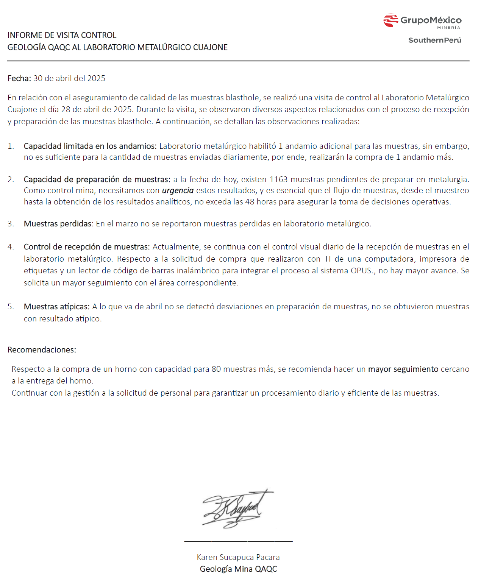 GrupoMéxico
MINERÍA
SouthernPerú
INFORME DE VISITA CONTROL
GEOLOGÍA QAQC AL LABORATORIO METALÚRGICO CUAJONE
Fecha: 30 de abril del 2025
En relación con el aseguramiento de calidad de las muestras blasthole, se realizó una visita de control al Laboratorio Metalúrgico
Cuajone el día 28 de abril de 2025. Durante la visita, se observaron diversos aspectos relacionados con el proceso de recepción
y preparación de las muestras blasthole. A continuación, se detallan las observaciones realizadas:
1. Capacidad limitada en los andamios: Laboratorio metalúrgico habilitó 1 andamio adicional para las muestras, sin embargo,
no es suficiente para la cantidad de muestras enviadas diariamente, por ende, realizarán la compra de 1 andamio más.
2. Capacidad de preparación de muestras: a la fecha de hoy, existen 1163 muestras pendientes de preparar en metalurgia.
Como control mina, necesitamos con urgencia estos resultados, y es esencial que el flujo de muestras, desde el muestreo
hasta la obtención de los resultados analíticos, no exceda las 48 horas para asegurar la toma de decisiones operativas.
3. Muestras perdidas: En el marzo no se reportaron muestras perdidas en laboratorio metalúrgico.
4. Control de recepción de muestras: Actualmente, se continua con el control visual diario de la recepción de muestras en el
laboratorio metalúrgico. Respecto a la solicitud de compra que realizaron con TI de una computadora, impresora de
etiquetas y un lector de código de barras inalámbrico para integrar el proceso al sistema OPUS., no hay mayor avance. Se
solicita un mayor seguimiento con el área correspondiente.
5. Muestras atípicas: A lo que va de abril no se detectó desviaciones en preparación de muestras, no se obtuvieron muestras
con resultado atípico.
Recomendaciones:
Respecto a la compra de un horno con capacidad para 80 muestras más, se recomienda hacer un mayor seguimiento cercano
a la entrega del horno.
Continuar con la gestión a la solicitud de personal para garantizar un procesamiento diario y eficiente de las muestras.
Karen Sucapuca Pacara
Geología Mina QAQC